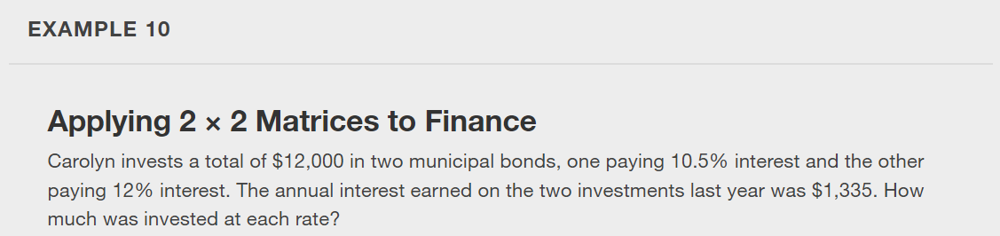 EXAMPLE 10
Applying 2 × 2 Matrices to Finance
Carolyn invests a total of $12,000 in two municipal bonds, one paying 10.5% interest and the other
paying 12% interest. The annual interest earned on the two investments last year was $1,335. How
much was invested at each rate?